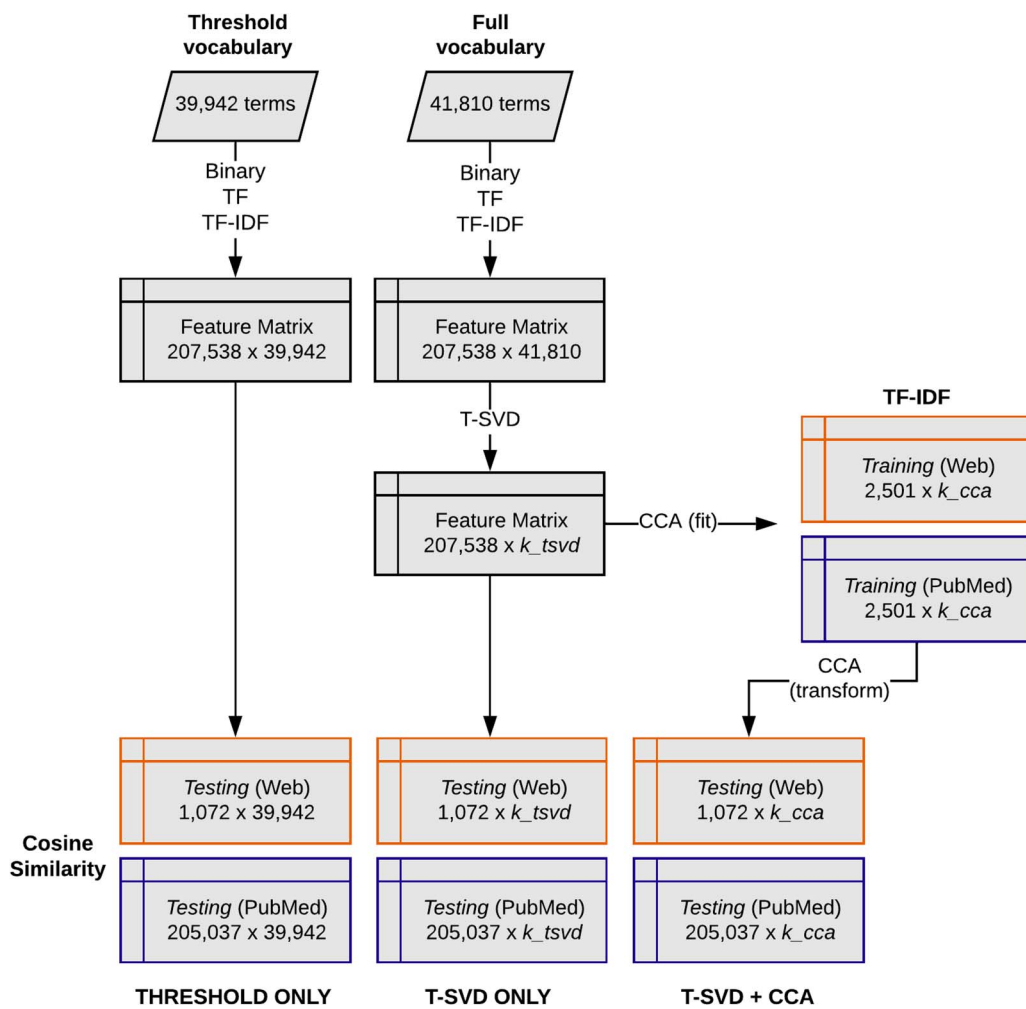 Threshold
vocabulary
Full
vocabulary
39,942 terms
41,810 terms
Binary
TF
TF-IDF
Binary
TF
TF-IDF
Feature Matrix
207,538 x 39,942
Feature Matrix
207,538 x 41,810
T-SVD
TF-IDF
Training (Web)
2,501 x k_cca
Feature Matrix
207,538 x k_tsvd
CCA (fit)
Training (PubMed)
2,501 x k_cca
CCA
(transform)
Testing (Web)
1,072 x 39,942
Testing (Web)
1,072 x k_tsvd
Testing (Web)
1,072 x k_cca
Cosine
Similarity
Testing (PubMed)
205,037 x 39,942
Testing (PubMed)
205,037 x k_tsvd
Testing (PubMed)
205,037 x k_cca
THRESHOLD ONLY
T-SVD ONLY
T-SVD + CCA